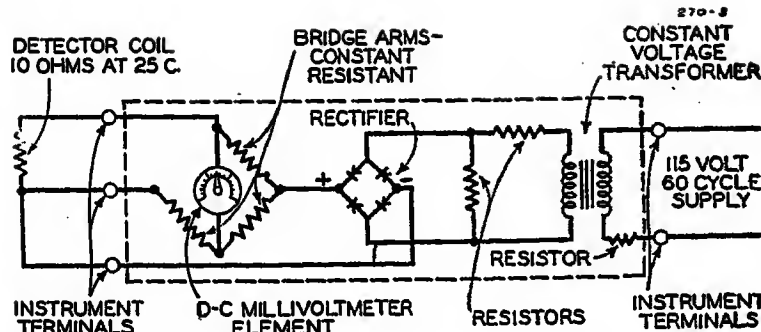 270-8
DETECTOR COIL
10 OHMS AT 25 C.
BRIDGE ARMS-
CONSTANT
RESISTANT
CONSTANT
VOLTAGE
TRANSFORMER
RECTIFIER
+
-
115 VOLT
60 CYCLE
SUPPLY
RESISTOR
INSTRUMENT
TERMINALS
D-C MILLIVOLTMETER
ELEMENT
RESISTORS
INSTRUMENT
TERMINALS